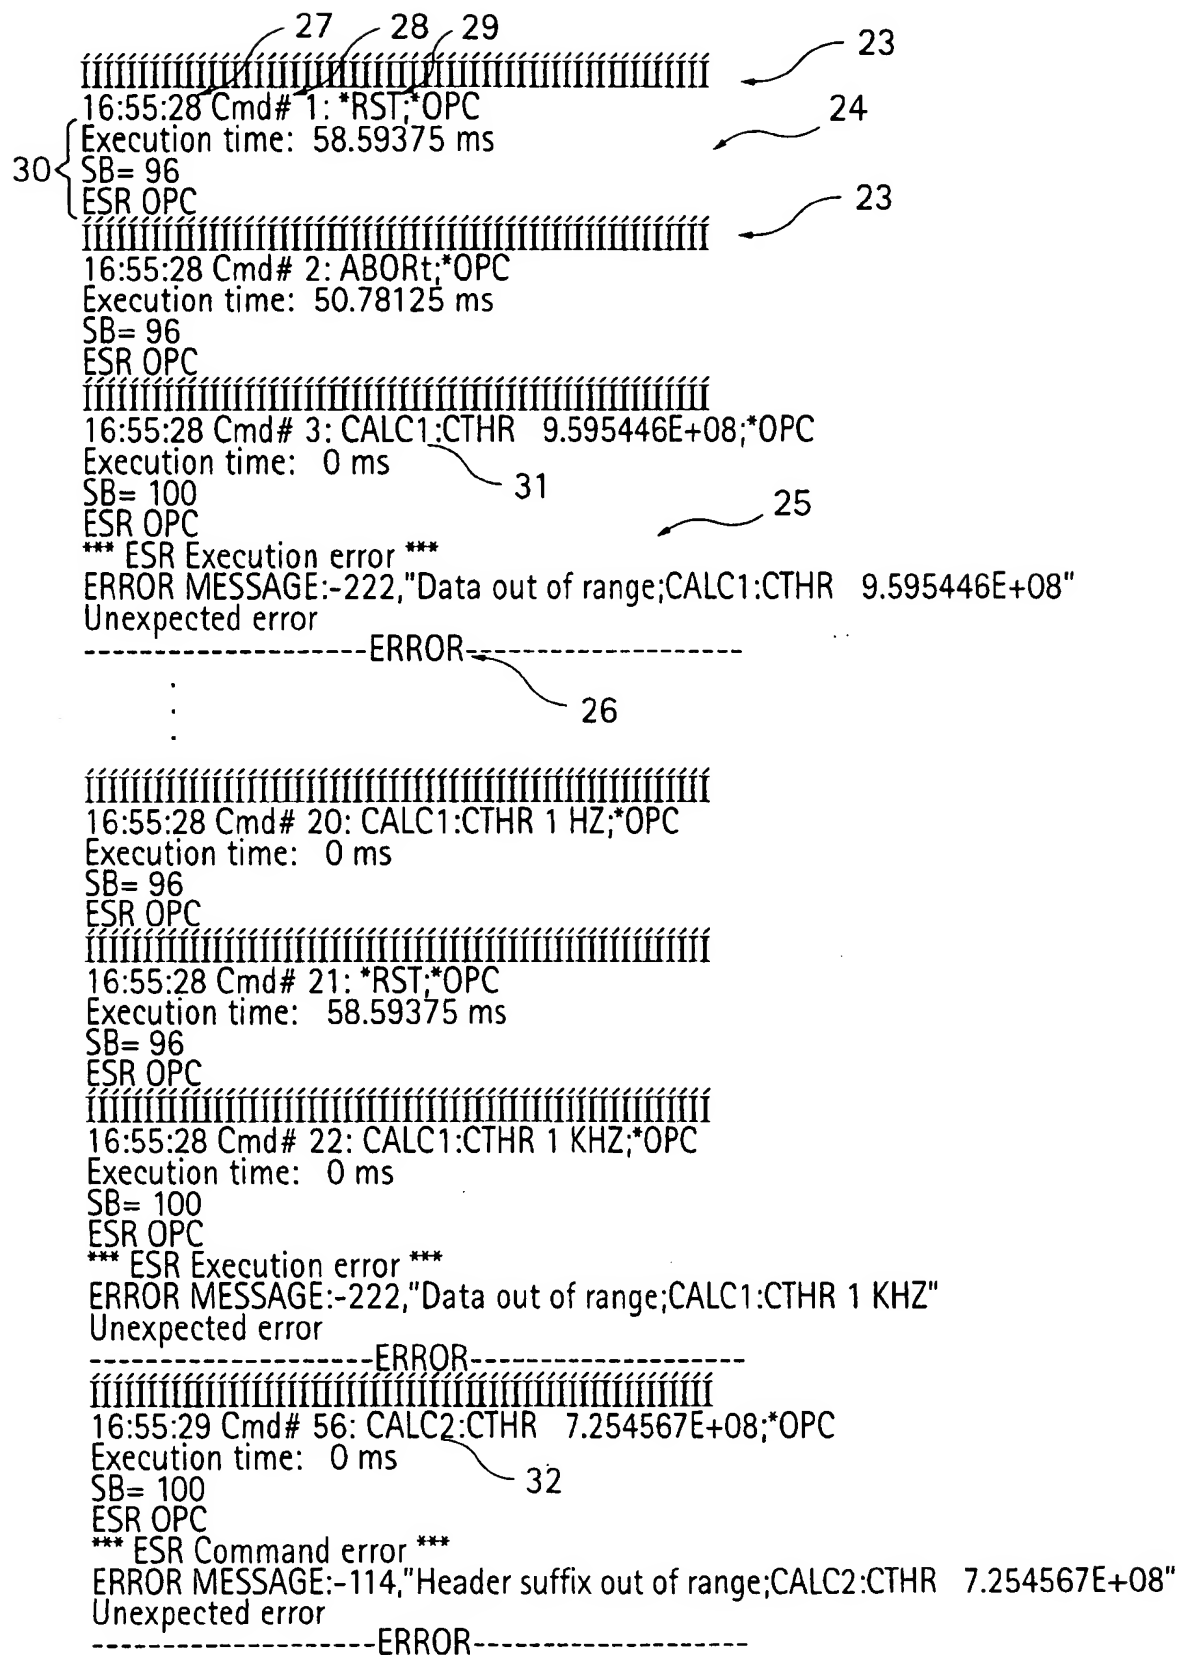 27 28 29
23
ÍÍÍÍÍÍÍÍÍÍÍÍÍÍÍÍÍÍÍÍÍÍÍÍÍÍÍÍÍÍÍÍÍÍÍÍÍÍÍÍÍÍÍÍÍÍÍÍÍÍÍÍ
16:55:28 Cmd# 1: *RST;*OPC
24
Execution time: 58.59375 ms
30
SB= 96
ESR OPC
23
ÍÍÍÍÍÍÍÍÍÍÍÍÍÍÍÍÍÍÍÍÍÍÍÍÍÍÍÍÍÍÍÍÍÍÍÍÍÍÍÍÍÍÍÍÍÍÍÍÍÍÍÍ
16:55:28 Cmd# 2: ABORt;*OPC
Execution time: 50.78125 ms
SB= 96
ESR OPC
ÍÍÍÍÍÍÍÍÍÍÍÍÍÍÍÍÍÍÍÍÍÍÍÍÍÍÍÍÍÍÍÍÍÍÍÍÍÍÍÍÍÍÍÍÍÍÍÍÍÍÍÍ
16:55:28 Cmd# 3: CALC1:CTHR 9.595446E+08;*OPC
Execution time: 0 ms
31
SB= 100
25
ESR OPC
*** ESR Execution error ***
ERROR MESSAGE:-222,"Data out of range;CALC1:CTHR 9.595446E+08"
Unexpected error
--------------------ERROR--------------------
26
.
.
.
ÍÍÍÍÍÍÍÍÍÍÍÍÍÍÍÍÍÍÍÍÍÍÍÍÍÍÍÍÍÍÍÍÍÍÍÍÍÍÍÍÍÍÍÍÍÍÍÍÍÍÍÍ
16:55:28 Cmd# 20: CALC1:CTHR 1 HZ;*OPC
Execution time: 0 ms
SB= 96
ESR OPC
ÍÍÍÍÍÍÍÍÍÍÍÍÍÍÍÍÍÍÍÍÍÍÍÍÍÍÍÍÍÍÍÍÍÍÍÍÍÍÍÍÍÍÍÍÍÍÍÍÍÍÍÍ
16:55:28 Cmd# 21: *RST;*OPC
Execution time: 58.59375 ms
SB= 96
ESR OPC
ÍÍÍÍÍÍÍÍÍÍÍÍÍÍÍÍÍÍÍÍÍÍÍÍÍÍÍÍÍÍÍÍÍÍÍÍÍÍÍÍÍÍÍÍÍÍÍÍÍÍÍÍ
16:55:28 Cmd# 22: CALC1:CTHR 1 KHZ;*OPC
Execution time: 0 ms
SB= 100
ESR OPC
*** ESR Execution error ***
ERROR MESSAGE:-222,"Data out of range;CALC1:CTHR 1 KHZ"
Unexpected error
--------------------ERROR--------------------
ÍÍÍÍÍÍÍÍÍÍÍÍÍÍÍÍÍÍÍÍÍÍÍÍÍÍÍÍÍÍÍÍÍÍÍÍÍÍÍÍÍÍÍÍÍÍÍÍÍÍÍÍ
16:55:29 Cmd# 56: CALC2:CTHR 7.254567E+08;*OPC
Execution time: 0 ms
32
SB= 100
ESR OPC
*** ESR Command error ***
ERROR MESSAGE:-114,"Header suffix out of range;CALC2:CTHR 7.254567E+08"
Unexpected error
--------------------ERROR--------------------